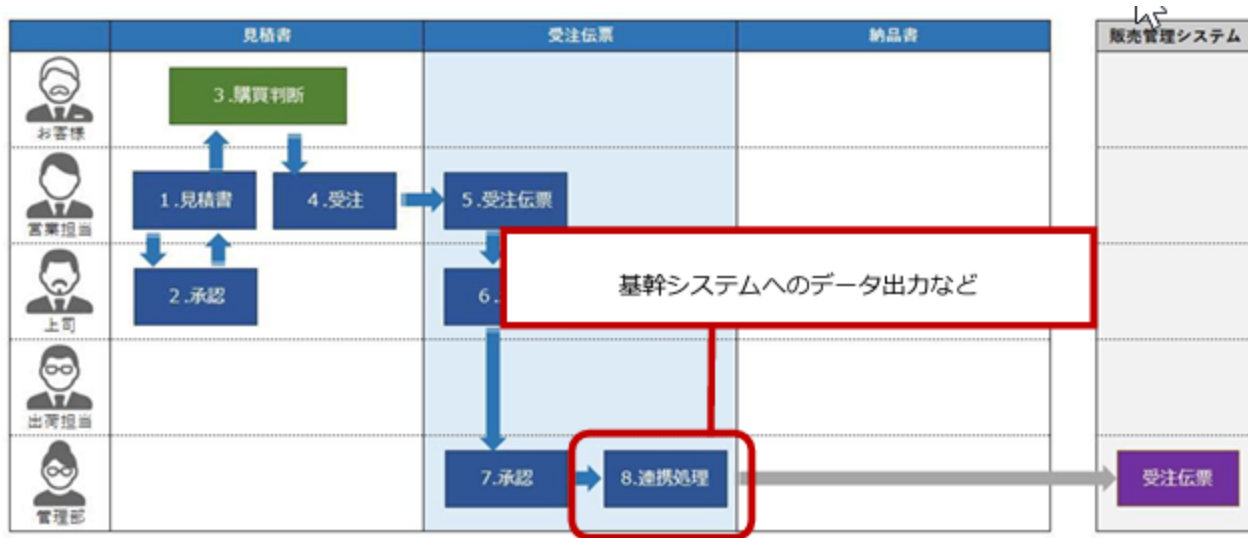 見積書
受注伝票
納品書
販売管理システム
お客様
3.購買判断
営業担当
1.見積書
4.受注
5.受注伝票
上司
2.承認
6.
基幹システムへのデータ出力など
出荷担当
管理部
7.承認
8.連携処理
受注伝票